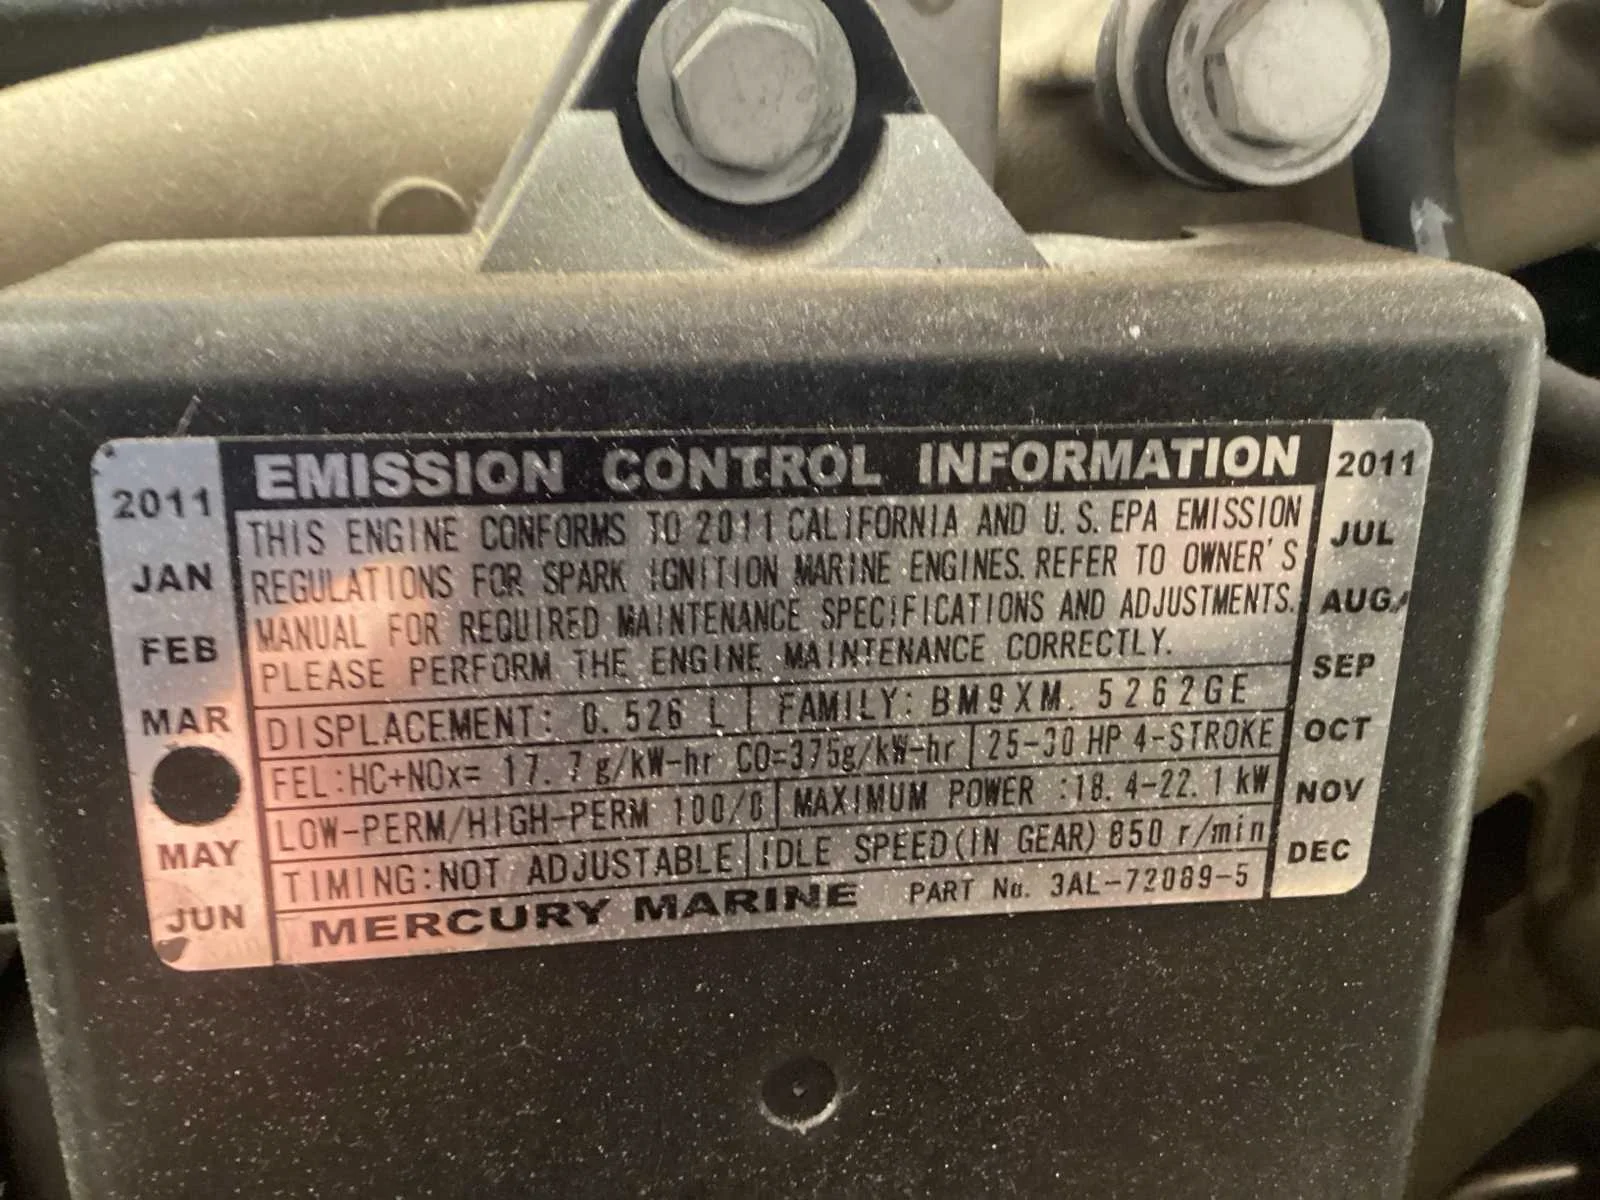 EMISSION CONTROL INFORMATION
THIS ENGINE CONFORMS TO 2011 CALIFORNIA AND U.S. EPA EMISSION
REGULATIONS FOR SPARK IGNITION MARINE ENGINES. REFER TO OWNER'S
MANUAL FOR REQUIRED MAINTENANCE SPECIFICATIONS AND ADJUSTMENTS.
PLEASE PERFORM THE ENGINE MAINTENANCE CORRECTLY.
DISPLACEMENT: 0.526 L FAMILY: BM9XM.5262GE
FEL:HC+NOx= 17.7g/kW-hr CO=375g/kW-hr 25-30 HP 4-STROKE
LOW-PERM/HIGH-PERM 100/0 MAXIMUM POWER :18.4-22.1 kW
TIMING:NOT ADJUSTABLE IDLE SPEED(IN GEAR) 850 r/min
MERCURY MARINE PART No. 3AL-72089-5
2011
JAN
FEB
MAR
MAY
JUN
2011
JUL
AUG
SEP
OCT
NOV
DEC